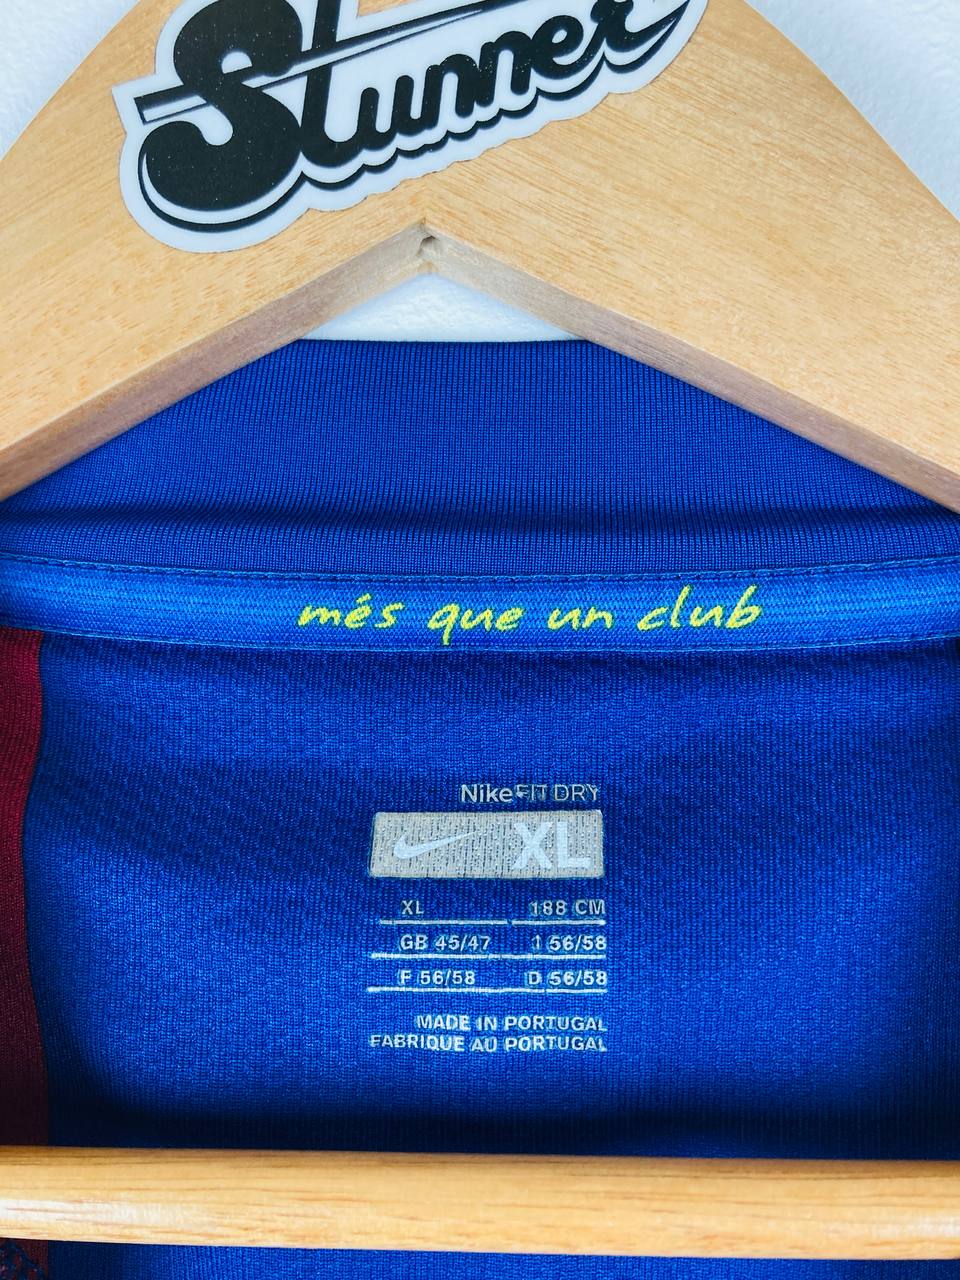 Stunner
més que un club
NikeFIT DRY
XL
XL 188 CM
GB 45/47 I 56/58
F 56/58 D 56/58
MADE IN PORTUGAL
FABRIQUE AU PORTUGAL